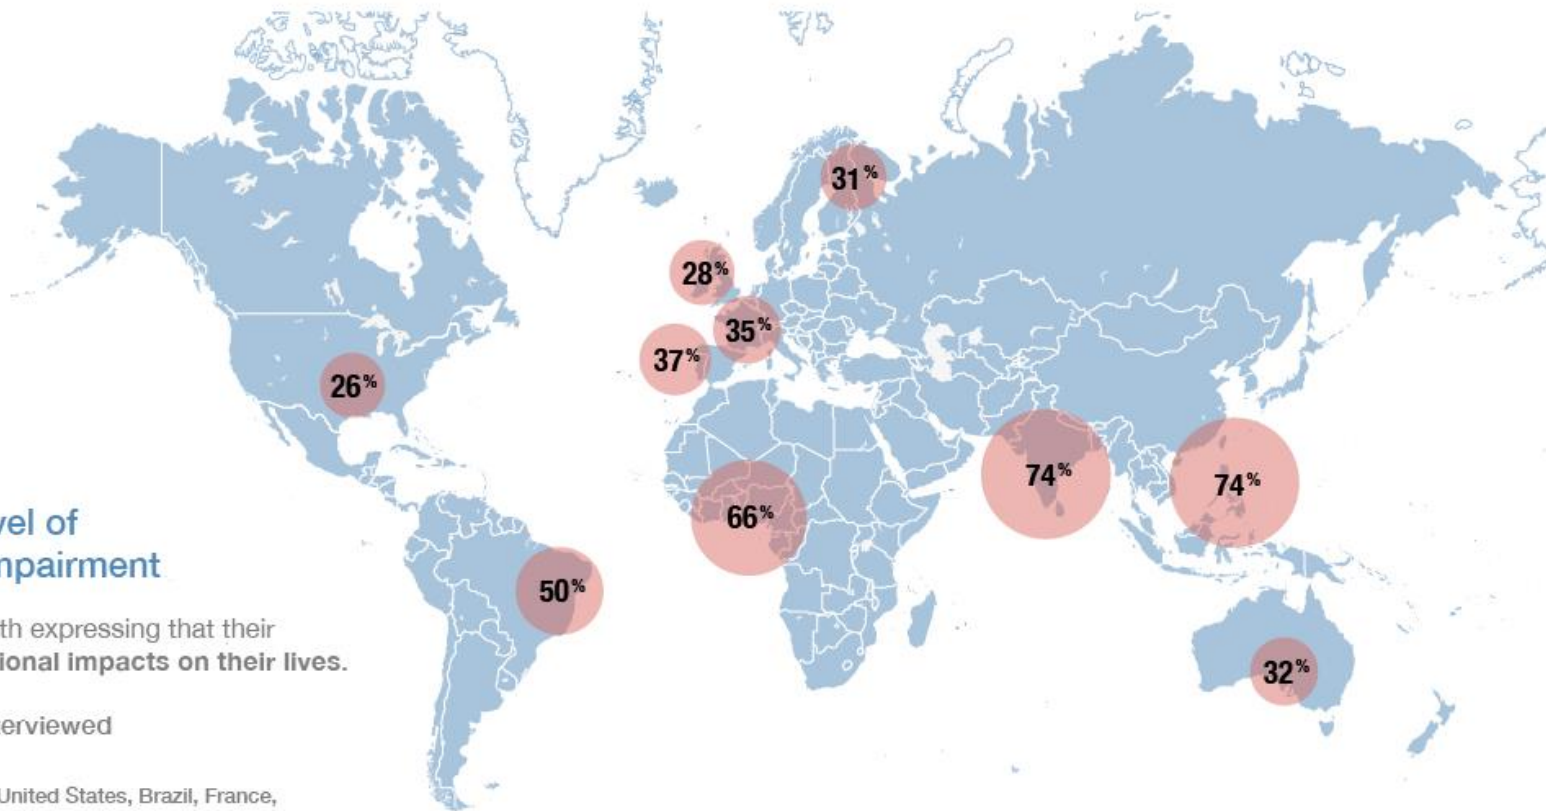 31%
28%
35%
37%
26%
74%
74%
66%
50%
32%
vel of
mpairment
th expressing that their
ional impacts on their lives.
erviewed
United States, Brazil, France,